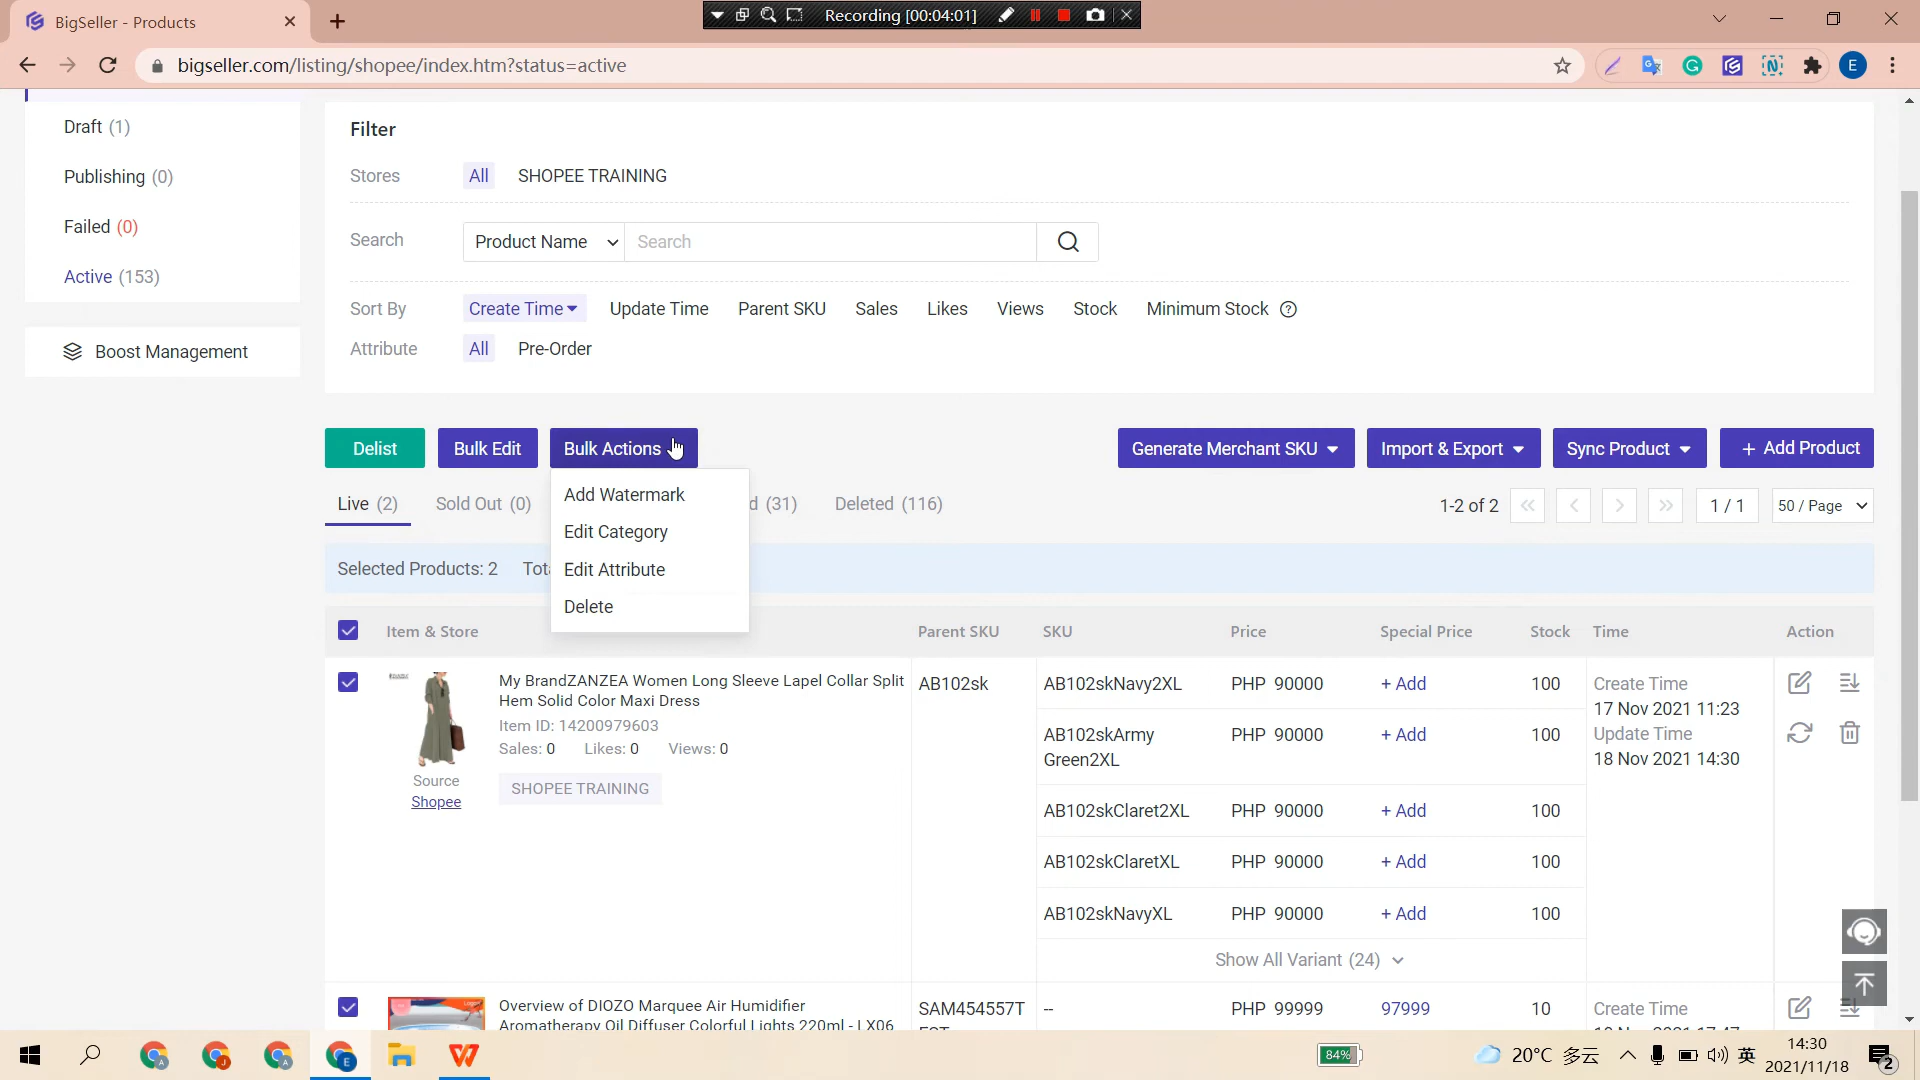 BigSeller - Products
Recording [00:04:01]
bigseller.com/listing/shopee/index.htm?status=active
E
Draft (1)
Publishing (0)
Failed (0)
Active (153)
Boost Management
Filter
Stores All SHOPEE TRAINING
Search Product Name Search
Sort By Create Time Update Time Parent SKU Sales Likes Views Stock Minimum Stock ?
Attribute All Pre-Order
Delist Bulk Edit Bulk Actions Generate Merchant SKU Import & Export Sync Product + Add Product
Add Watermark
Edit Category
Edit Attribute
Delete
Live (2) Sold Out (0) d (31) Deleted (116) 1-2 of 2 1 / 1 50 / Page
Selected Products: 2
Item & Store Parent SKU SKU Price Special Price Stock Time Action
My BrandZANZEA Women Long Sleeve Lapel Collar Split
Hem Solid Color Maxi Dress
Item ID: 14200979603
Sales: 0 Likes: 0 Views: 0
SHOPEE TRAINING
Source
Shopee
AB102sk
AB102skNavy2XL PHP 90000 + Add 100
AB102skArmy
Green2XL PHP 90000 + Add 100
AB102skClaret2XL PHP 90000 + Add 100
AB102skClaretXL PHP 90000 + Add 100
AB102skNavyXL PHP 90000 + Add 100
Show All Variant (24)
Create Time
17 Nov 2021 11:23
Update Time
18 Nov 2021 14:30
Overview of DIOZO Marquee Air Humidifier
Aromatherapy Oil Diffuser Colorful Lights 220ml - LX06
SAM454557T
-- PHP 99999 97999 10
Create Time
84%
20°C 多云
英
14:30
2021/11/18
2